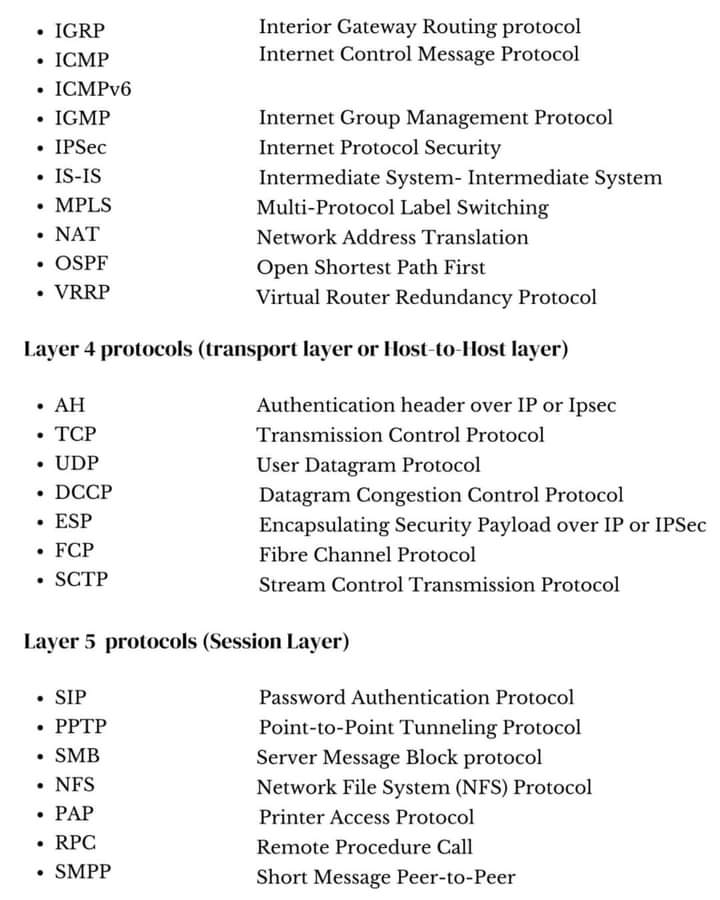 • IGRP Interior Gateway Routing protocol
• ICMP Internet Control Message Protocol
• ICMPv6
• IGMP Internet Group Management Protocol
• IPSec Internet Protocol Security
• IS-IS Intermediate System- Intermediate System
• MPLS Multi-Protocol Label Switching
• NAT Network Address Translation
• OSPF Open Shortest Path First
• VRRP Virtual Router Redundancy Protocol
Layer 4 protocols (transport layer or Host-to-Host layer)
• AH Authentication header over IP or Ipsec
• TCP Transmission Control Protocol
• UDP User Datagram Protocol
• DCCP Datagram Congestion Control Protocol
• ESP Encapsulating Security Payload over IP or IPSec
• FCP Fibre Channel Protocol
• SCTP Stream Control Transmission Protocol
Layer 5 protocols (Session Layer)
• SIP Password Authentication Protocol
• PPTP Point-to-Point Tunneling Protocol
• SMB Server Message Block protocol
• NFS Network File System (NFS) Protocol
• PAP Printer Access Protocol
• RPC Remote Procedure Call
• SMPP Short Message Peer-to-Peer